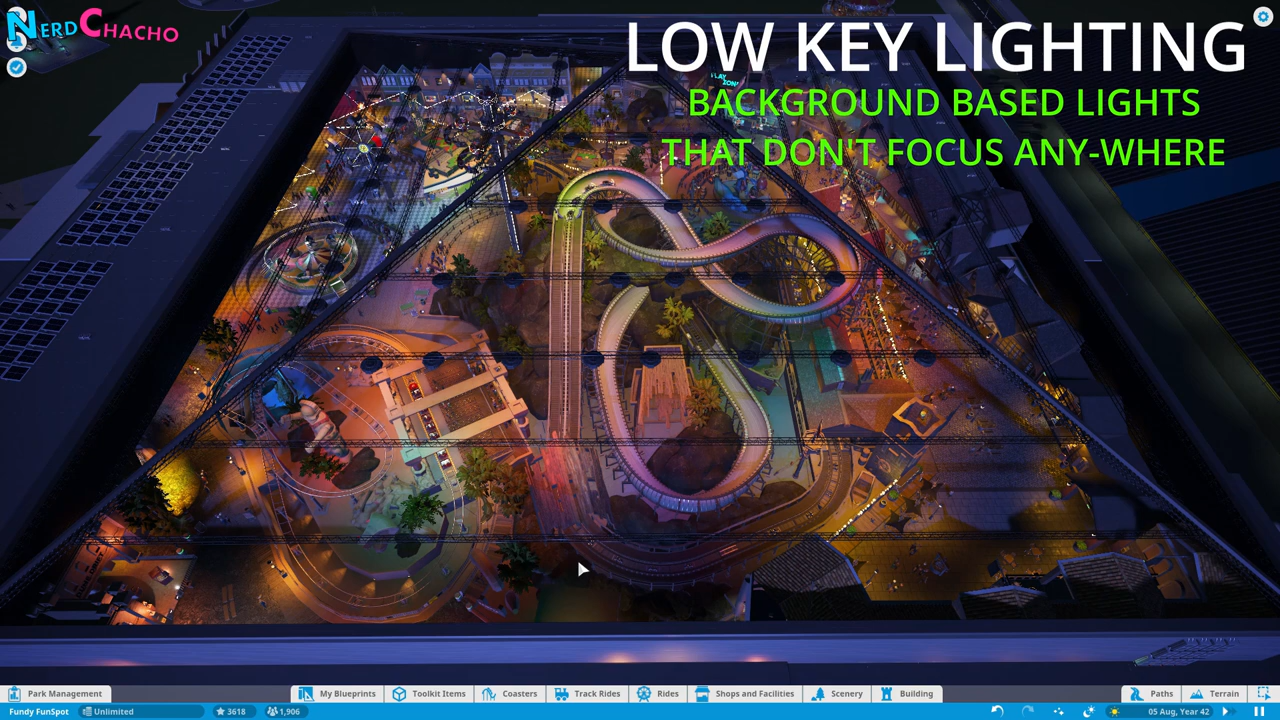 NerdChacho
LOW KEY LIGHTING
BACKGROUND BASED LIGHTS
THAT DON'T FOCUS ANY-WHERE
PLAY
ZONE
Park Management
My Blueprints
Toolkit Items
Coasters
Track Rides
Rides
Shops and Facilities
Scenery
Building
Paths
Terrain
Fundy FunSpot
Unlimited
3618
1,906
05 Aug, Year 42